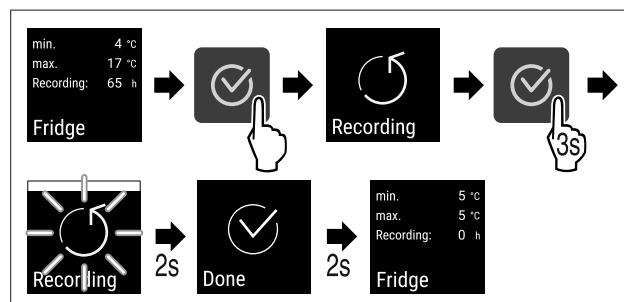 min. 4 °C
max. 17 °C
Recording: 65 h
Fridge
Recording
3s
Recording
2s
Done
2s
min. 5 °C
max. 5 °C
Recording: 0 h
Fridge